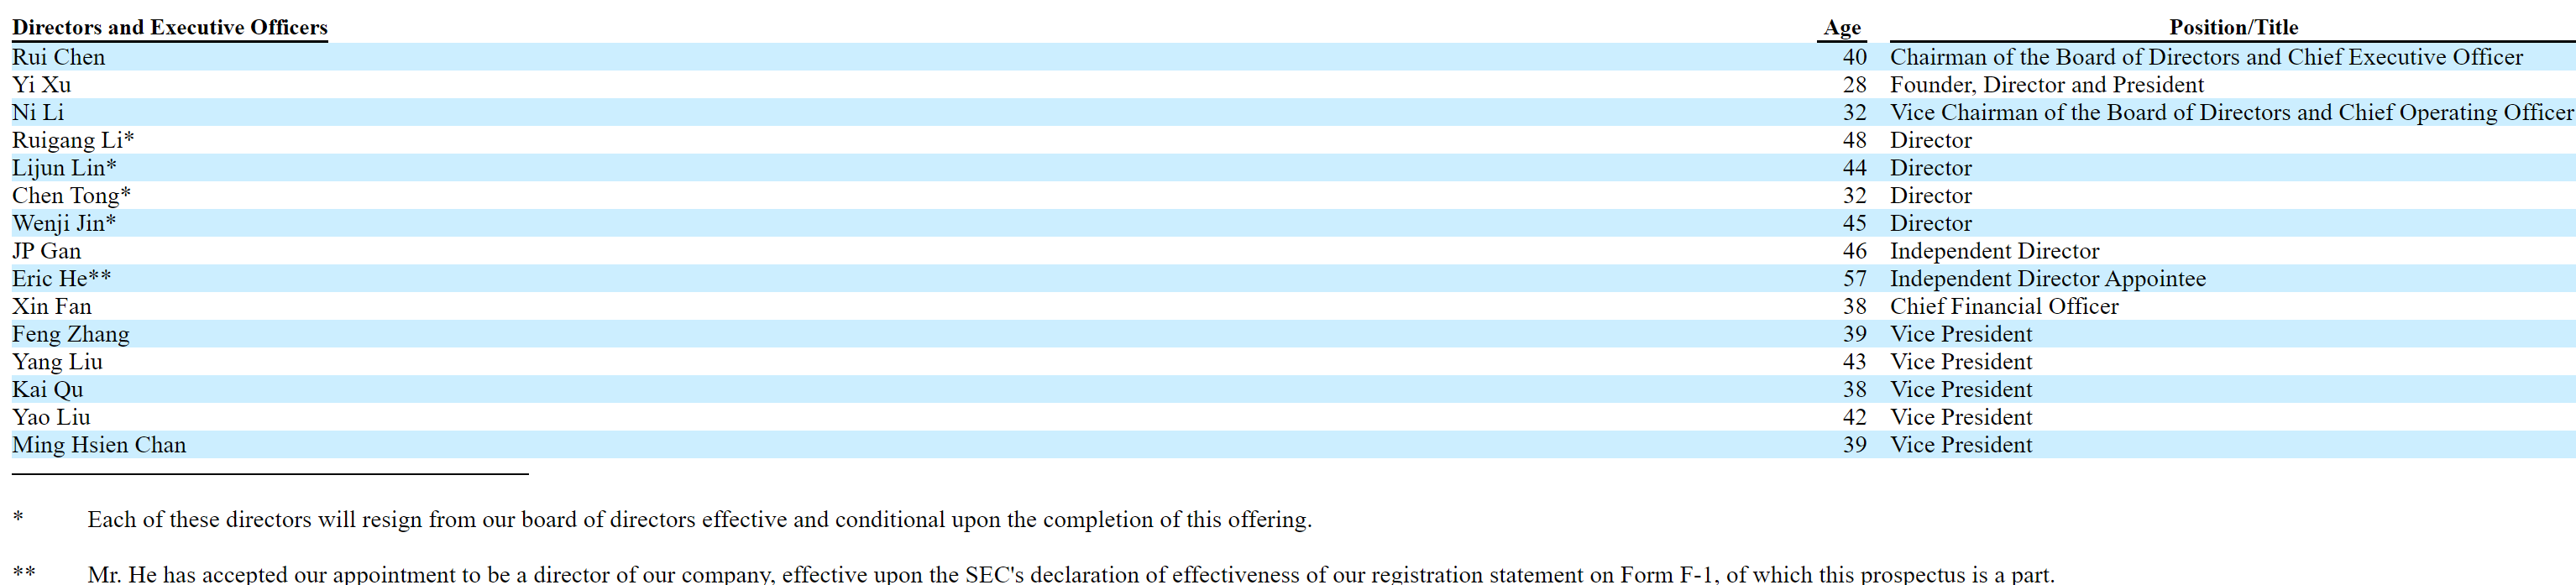 Directors and Executive Officers Age Position/Title
Rui Chen 40 Chairman of the Board of Directors and Chief Executive Officer
Yi Xu 28 Founder, Director and President
Ni Li 32 Vice Chairman of the Board of Directors and Chief Operating Officer
Ruigang Li* 48 Director
Lijun Lin* 44 Director
Chen Tong* 32 Director
Wenji Jin* 45 Director
JP Gan 46 Independent Director
Eric He** 57 Independent Director Appointee
Xin Fan 38 Chief Financial Officer
Feng Zhang 39 Vice President
Yang Liu 43 Vice President
Kai Qu 38 Vice President
Yao Liu 42 Vice President
Ming Hsien Chan 39 Vice President
* Each of these directors will resign from our board of directors effective and conditional upon the completion of this offering.
** Mr. He has accepted our appointment to be a director of our company, effective upon the SEC's declaration of effectiveness of our registration statement on Form F-1, of which this prospectus is a part.